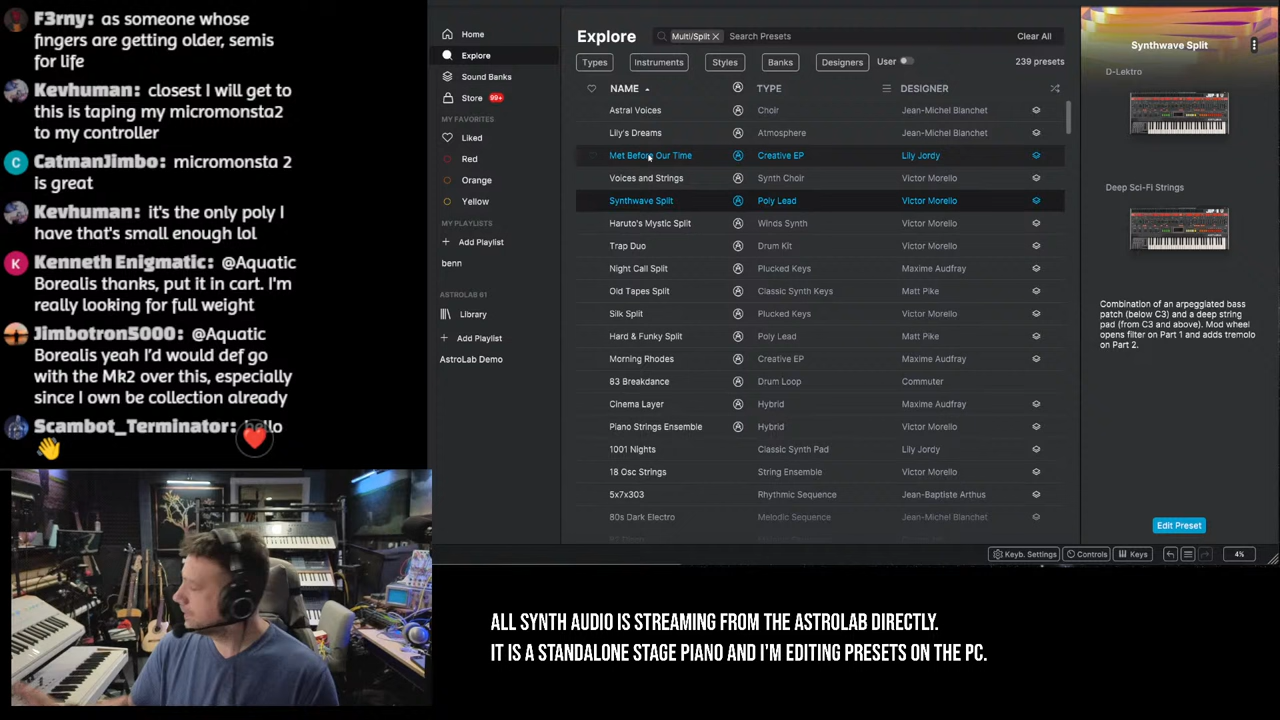 F3rny: as someone whose
fingers are getting older, semis
for life
Kevhuman: closest I will get to
this is taping my micromonsta2
to my controller
CatmanJimbo: micromonsta 2
is great
Kevhuman: it's the only poly I
have that's small enough lol
Kenneth Enigmatic: @Aquatic
Borealis thanks, put it in cart. I'm
really looking for full weight
Jimbotron5000: @Aquatic
Borealis yeah I'd would def go
with the Mk2 over this, especially
since I own be collection already
Scambot_Terminator: hello
Home
Explore
Sound Banks
Store 99+
MY FAVORITES
Liked
Red
Orange
Yellow
MY PLAYLISTS
Add Playlist
benn
ASTROLAB 01
Library
Add Playlist
AstroLab Demo
Explore Multi/Split Search Presets Clear All
Types Instruments Styles Banks Designers User 239 presets
NAME TYPE DESIGNER
Astral Voices Choir Jean-Michel Blanchet
Lily's Dreams Atmosphere Jean-Michel Blanchet
Met Before Our Time Creative EP Lily Jordy
Voices and Strings Synth Choir Victor Morello
Synthwave Split Poly Lead Victor Morello
Haruto's Mystic Split Winds Synth Victor Morello
Trap Duo Drum Kit Victor Morello
Night Call Split Plucked Keys Maxime Audfray
Old Tapes Split Classic Synth Keys Matt Pike
Silk Split Plucked Keys Victor Morello
Hard & Funky Split Poly Lead Matt Pike
Morning Rhodes Creative EP Maxime Audfray
83 Breakdance Drum Loop Commuter
Cinema Layer Hybrid Maxime Audfray
Piano Strings Ensemble Hybrid Victor Morello
1001 Nights Classic Synth Pad Lily Jordy
18 Osc Strings String Ensemble Victor Morello
5x7x303 Rhythmic Sequence Jean-Baptiste Arthus
80s Dark Electro Melodic Sequence Jean-Michel Blanchet
Synthwave Split
D-Lektro
Deep Sci-Fi Strings
Combination of an arpeggiated bass
patch (below C3) and a deep string
pad (from C3 and above). Mod wheel
opens filter on Part 1 and adds tremolo
on Part 2.
Edit Preset
Keyb. Settings Controls Keys 4%
ALL SYNTH AUDIO IS STREAMING FROM THE ASTROLAB DIRECTLY.
IT IS A STANDALONE STAGE PIANO AND I'M EDITING PRESETS ON THE PC.